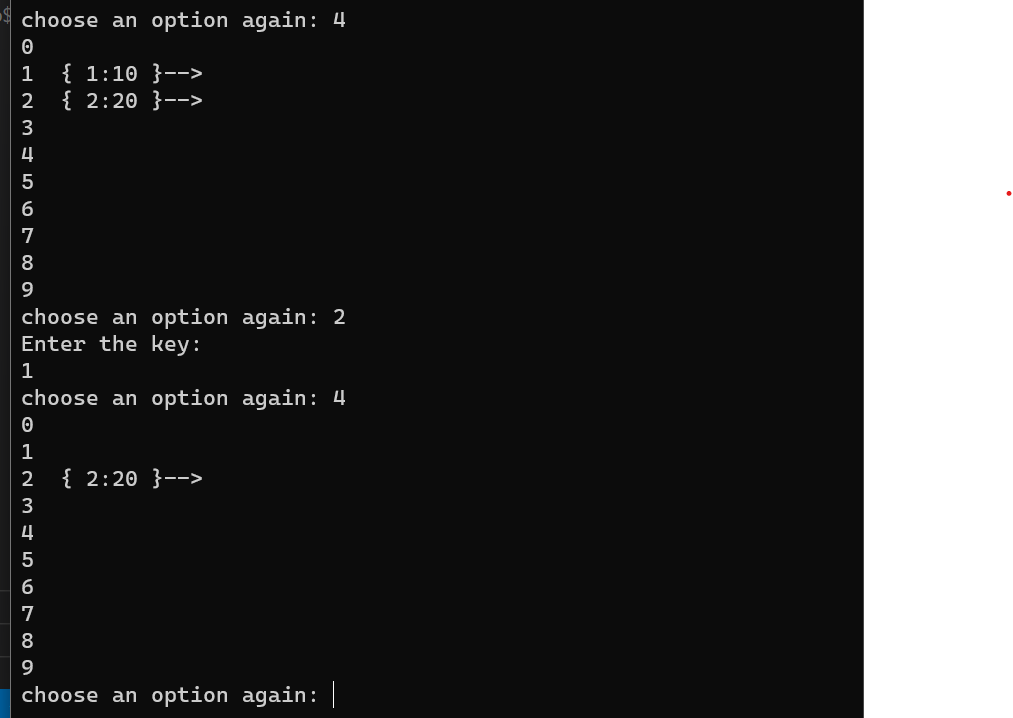 choose an option again: 4
0
1  { 1:10 }-->
2  { 2:20 }-->
3
4
5
6
7
8
9
choose an option again: 2
Enter the key:
1
choose an option again: 4
0
1
2  { 2:20 }-->
3
4
5
6
7
8
9
choose an option again: